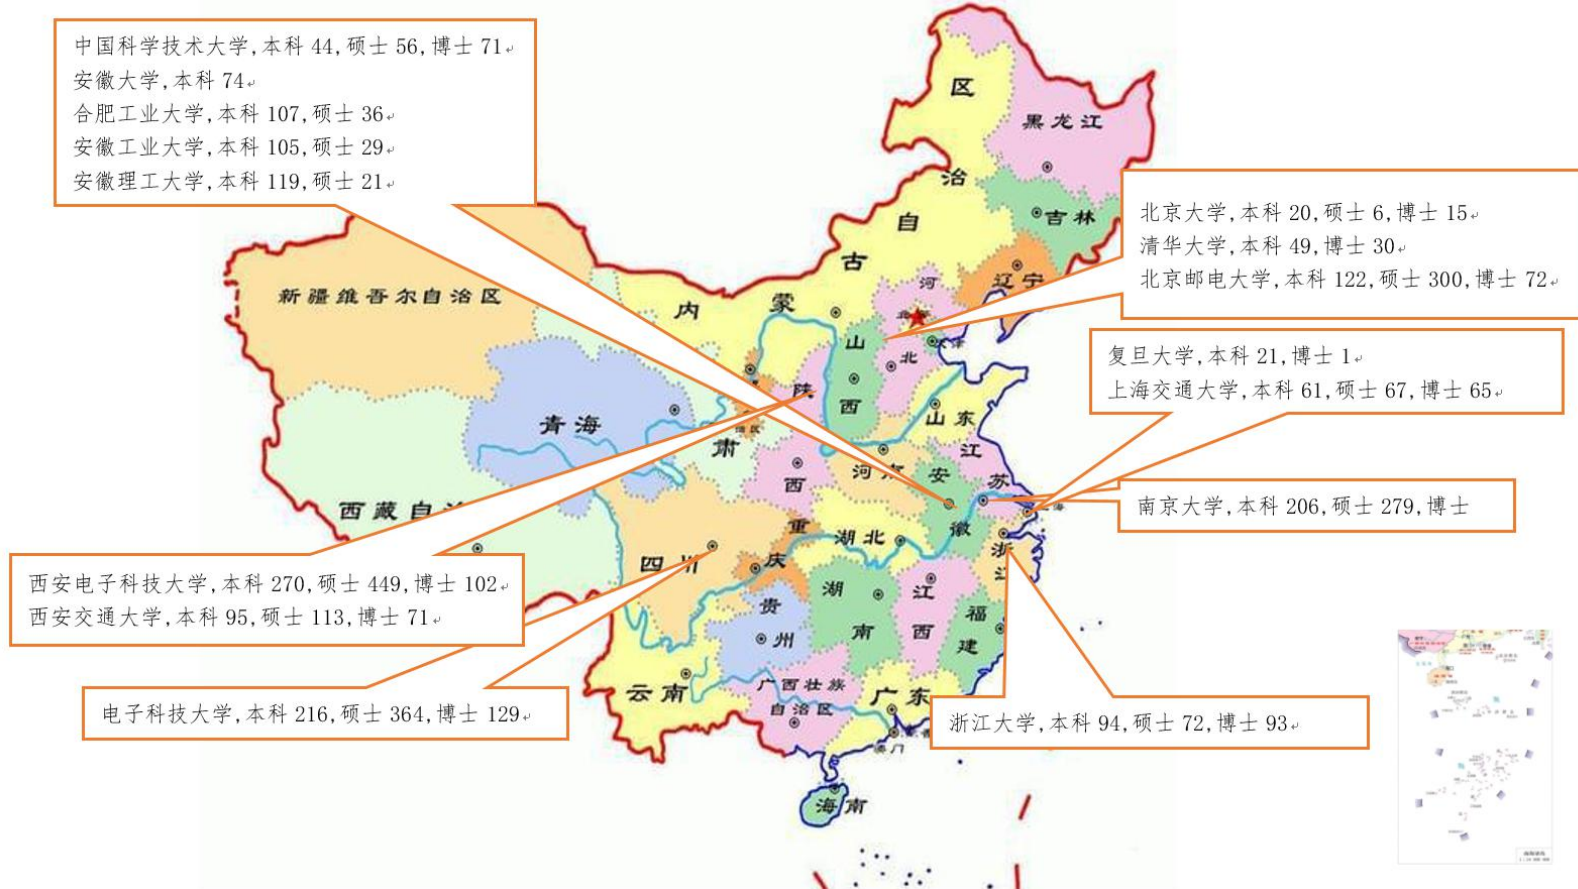 中国科学技术大学,本科 44,硕士 56,博士 71
安徽大学,本科 74
合肥工业大学,本科 107,硕士 36
安徽工业大学,本科 105,硕士 29
安徽理工大学,本科 119,硕士 21
北京大学,本科 20,硕士 6,博士 15
清华大学,本科 49,博士 30
北京邮电大学,本科 122,硕士 300,博士 72
复旦大学,本科 21,博士 1
上海交通大学,本科 61,硕士 67,博士 65
南京大学,本科 206,硕士 279,博士
西安电子科技大学,本科 270,硕士 449,博士 102
西安交通大学,本科 95,硕士 113,博士 71
电子科技大学,本科 216,硕士 364,博士 129
浙江大学,本科 94,硕士 72,博士 93
黑龙江
吉林
辽宁
内蒙古自治区
新疆维吾尔自治区
河北
山西
陕西
山东
青海
肃
河南
江苏
安徽
西藏自
四川
重庆
湖北
浙
湖南
江西
福建
贵州
云南
广西壮族
自治区
广东
海南